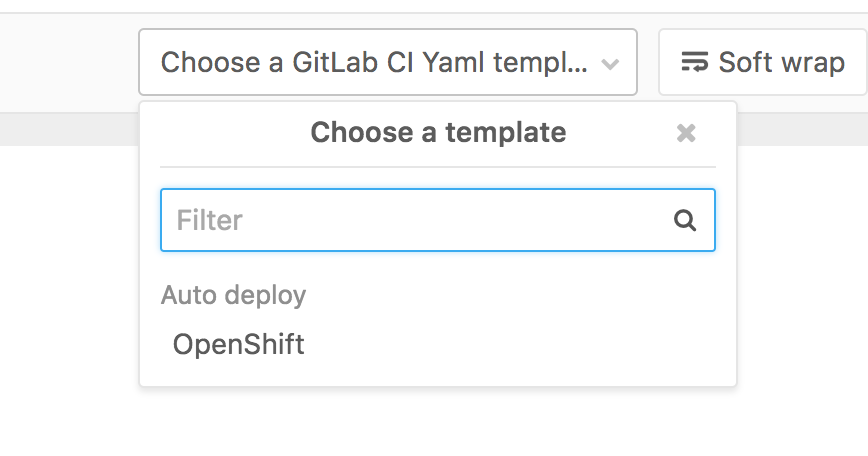 Choose a GitLab CI Yaml templ...
Soft wrap
Choose a template
Filter
Auto deploy
OpenShift